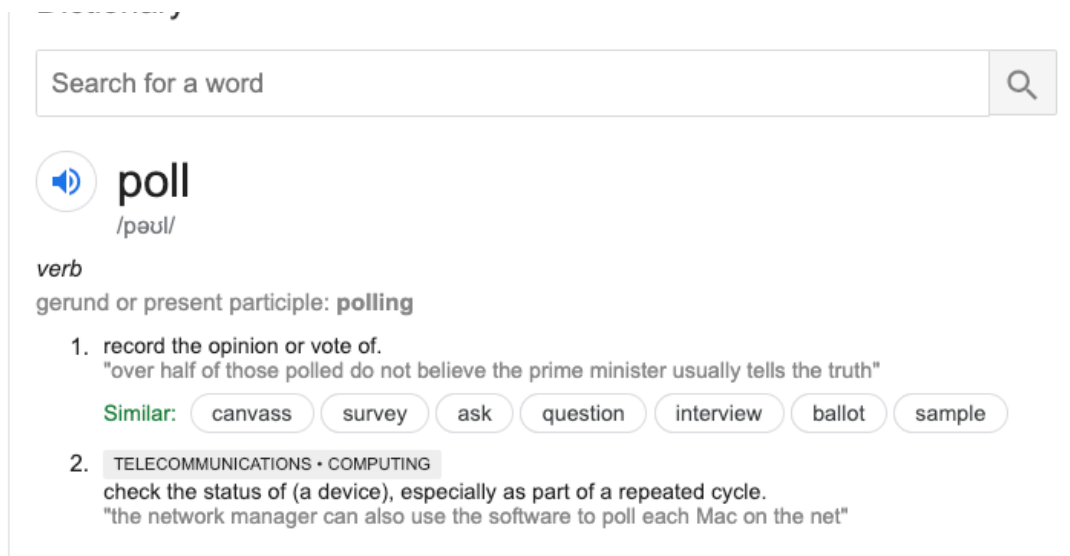 Search for a word
poll
/pəʊl/
verb
gerund or present participle: polling
1. record the opinion or vote of.
"over half of those polled do not believe the prime minister usually tells the truth"
Similar: canvass survey ask question interview ballot sample
2. TELECOMMUNICATIONS • COMPUTING
check the status of (a device), especially as part of a repeated cycle.
"the network manager can also use the software to poll each Mac on the net"